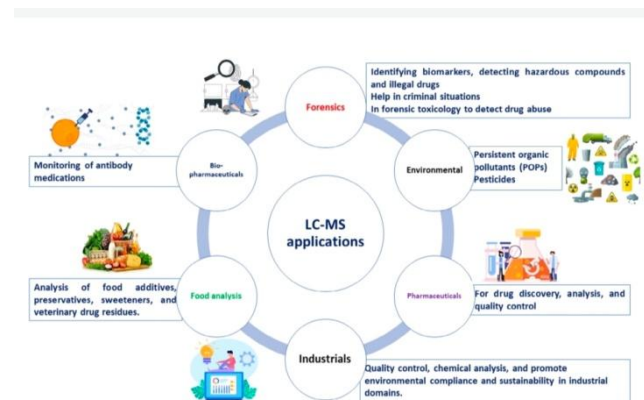 Forensics
Identifying biomarkers, detecting hazardous compounds
and illegal drugs
Help in criminal situations
In forensic toxicology to detect drug abuse
Bio-
pharmaceuticals
Monitoring of antibody
medications
Environmental
Persistent organic
pollutants (POPs)
Pesticides
LC-MS
applications
Food analysis
Analysis of food additives,
preservatives, sweeteners, and
veterinary drug residues.
Pharmaceuticals
For drug discovery, analysis, and
quality control
Industrials
Quality control, chemical analysis, and promote
environmental compliance and sustainability in industrial
domains.